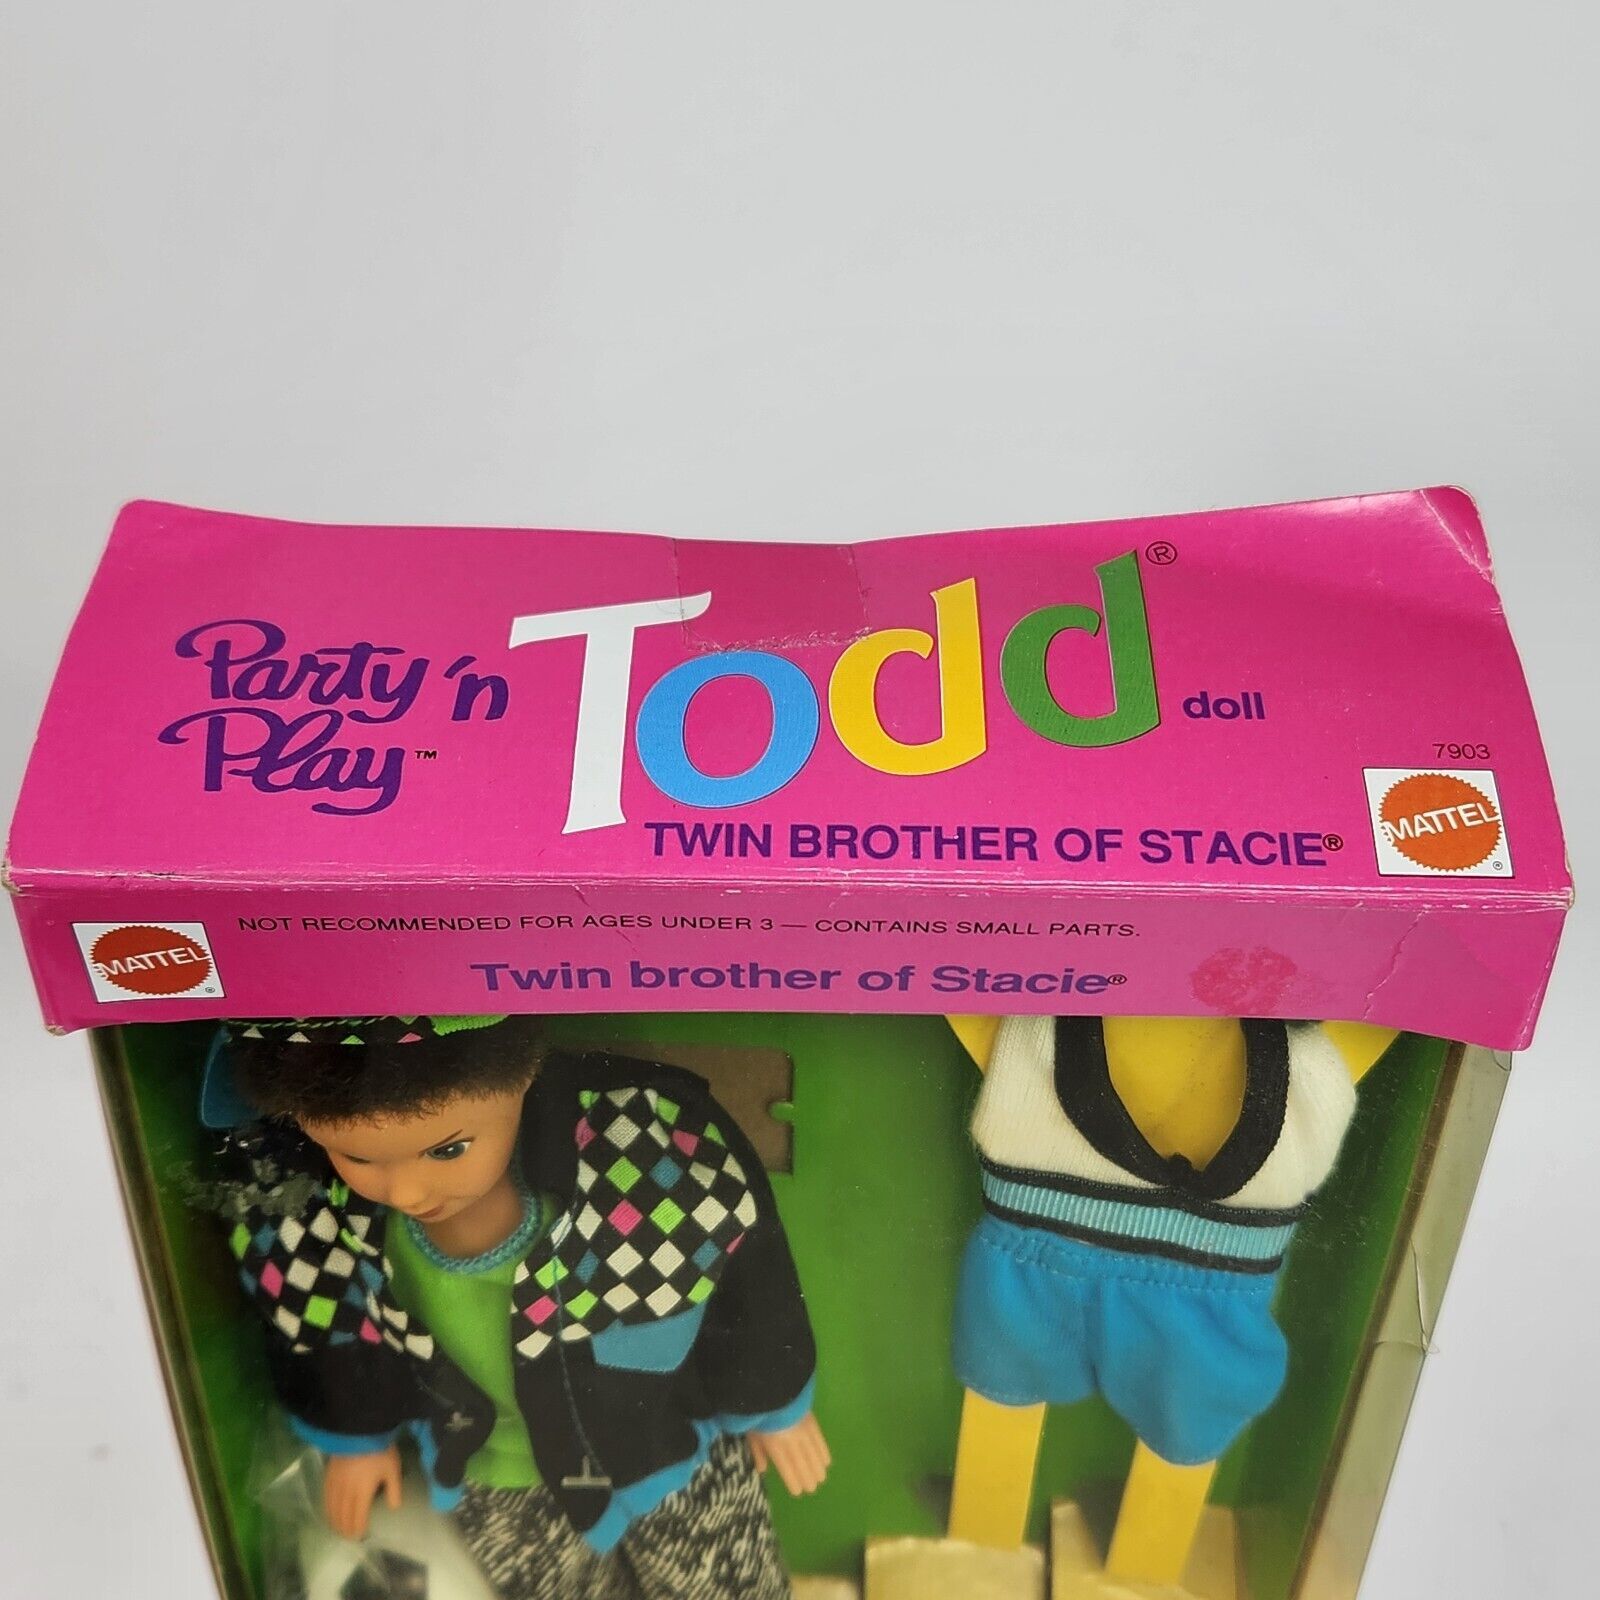 Party 'n
Play™
Todd® doll
TWIN BROTHER OF STACIE®
7903
MATTEL®
MATTEL®
NOT RECOMMENDED FOR AGES UNDER 3 — CONTAINS SMALL PARTS.
Twin brother of Stacie®